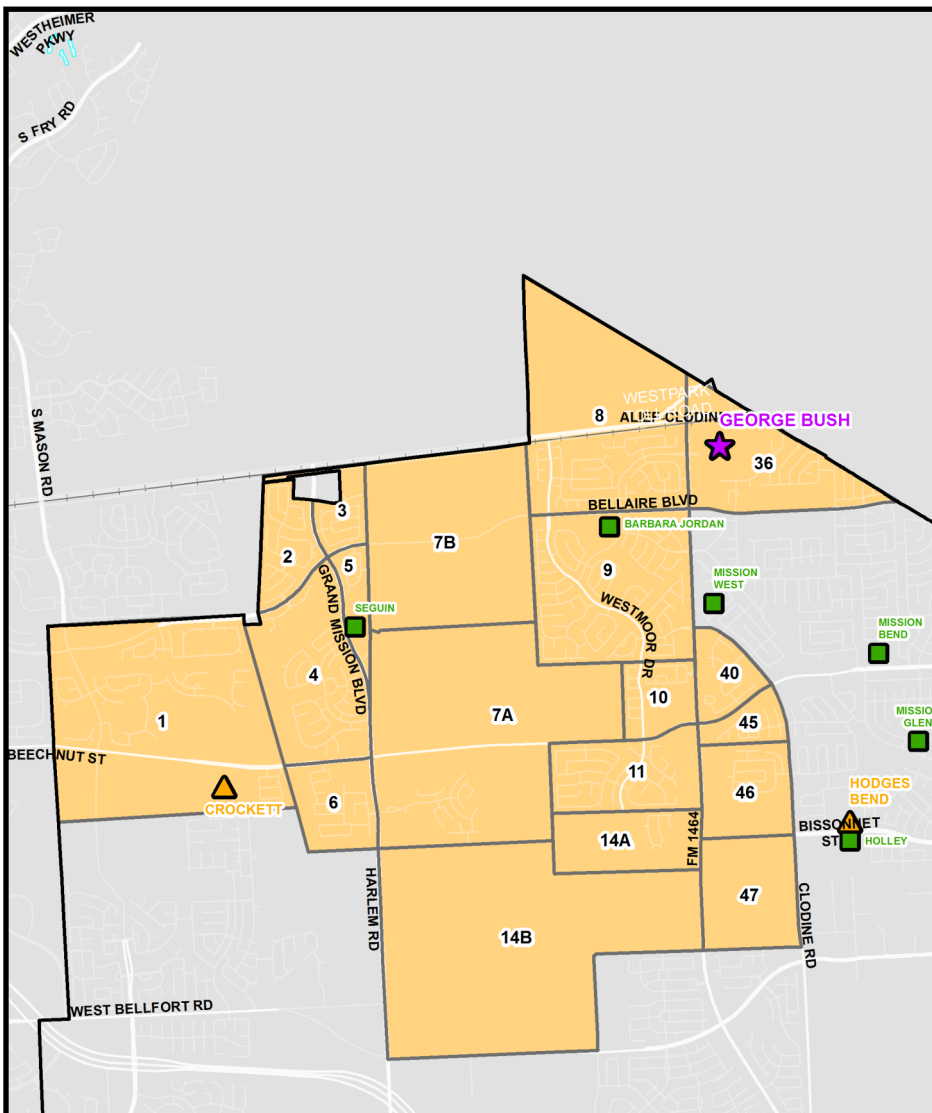 WESTHEIMER
PKWY
S FRY RD
S MASON RD
WESTPARK
8
ALIEF CLODINE
GEORGE BUSH
36
BELLAIRE BLVD
BARBARA JORDAN
3
2
5
7B
9
GRAND MISSION BLVD
SEGUIN
WESTMOOR DR
MISSION
WEST
MISSION
BEND
4
40
10
1
7A
45
MISSION
GLEN
BEECHNUT ST
11
46
CROCKETT
6
HODGES
BEND
BISSONNET
ST
HOLLEY
14A
FM 1464
HARLEM RD
47
CLODINE RD
14B
WEST BELLFORT RD